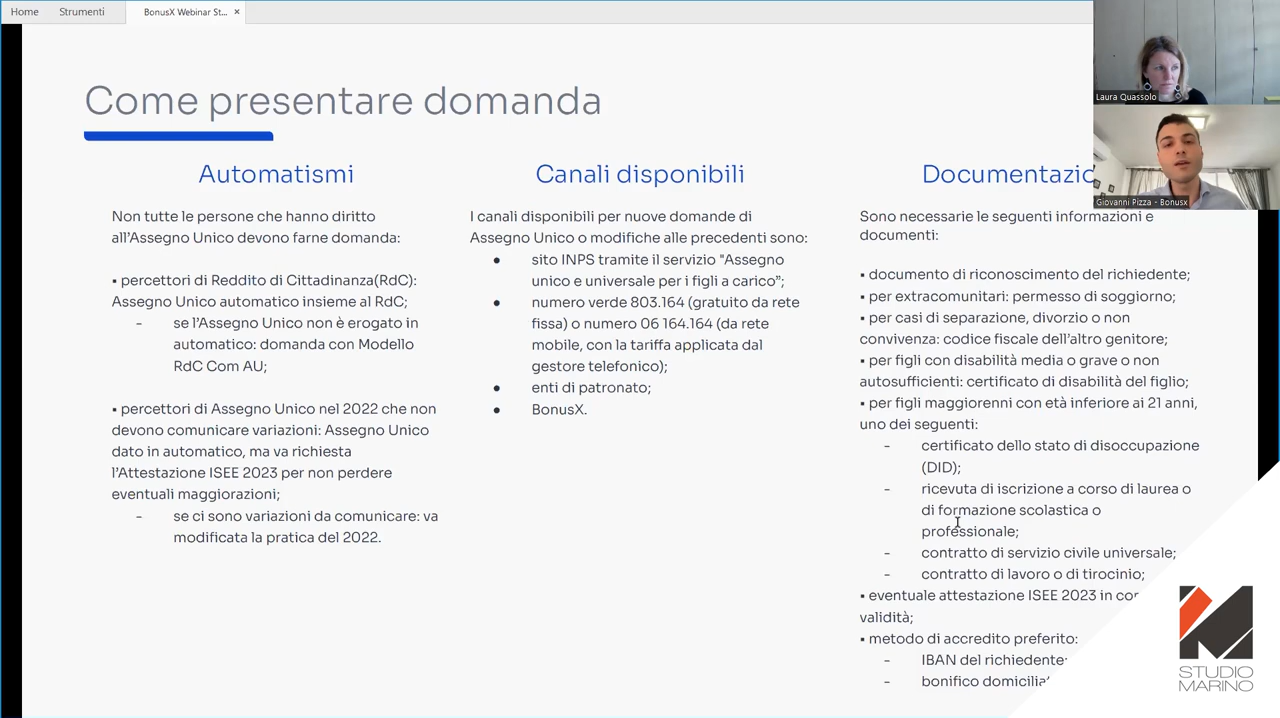 Home
Strumenti
BonusX Webinar St...
×
Laura Quassolo
Giovanni Pizza - Bonusx
Come presentare domanda
Automatismi
Non tutte le persone che hanno diritto
all'Assegno Unico devono farne domanda:
▪ percettori di Reddito di Cittadinanza(RdC):
Assegno Unico automatico insieme al RdC;
- se l'Assegno Unico non è erogato in
automatico: domanda con Modello
RdC Com AU;
▪ percettori di Assegno Unico nel 2022 che non
devono comunicare variazioni: Assegno Unico
dato in automatico, ma va richiesta
l'Attestazione ISEE 2023 per non perdere
eventuali maggiorazioni;
- se ci sono variazioni da comunicare: va
modificata la pratica del 2022.
Canali disponibili
I canali disponibili per nuove domande di
Assegno Unico o modifiche alle precedenti sono:
● sito INPS tramite il servizio "Assegno
unico e universale per i figli a carico";
● numero verde 803.164 (gratuito da rete
fissa) o numero 06 164.164 (da rete
mobile, con la tariffa applicata dal
gestore telefonico);
● enti di patronato;
● BonusX.
Documentazio
Sono necessarie le seguenti informazioni e
documenti:
▪ documento di riconoscimento del richiedente;
▪ per extracomunitari: permesso di soggiorno;
▪ per casi di separazione, divorzio o non
convivenza: codice fiscale dell'altro genitore;
▪ per figli con disabilità media o grave o non
autosufficienti: certificato di disabilità del figlio;
▪ per figli maggiorenni con età inferiore ai 21 anni,
uno dei seguenti:
- certificato dello stato di disoccupazione
(DID);
- ricevuta di iscrizione a corso di laurea o
di formazione scolastica o
professionale;
- contratto di servizio civile universale;
- contratto di lavoro o di tirocinio;
▪ eventuale attestazione ISEE 2023 in
validità;
▪ metodo di accredito preferito:
- IBAN del richiedente;
- bonifico
STUDIO
MARINO